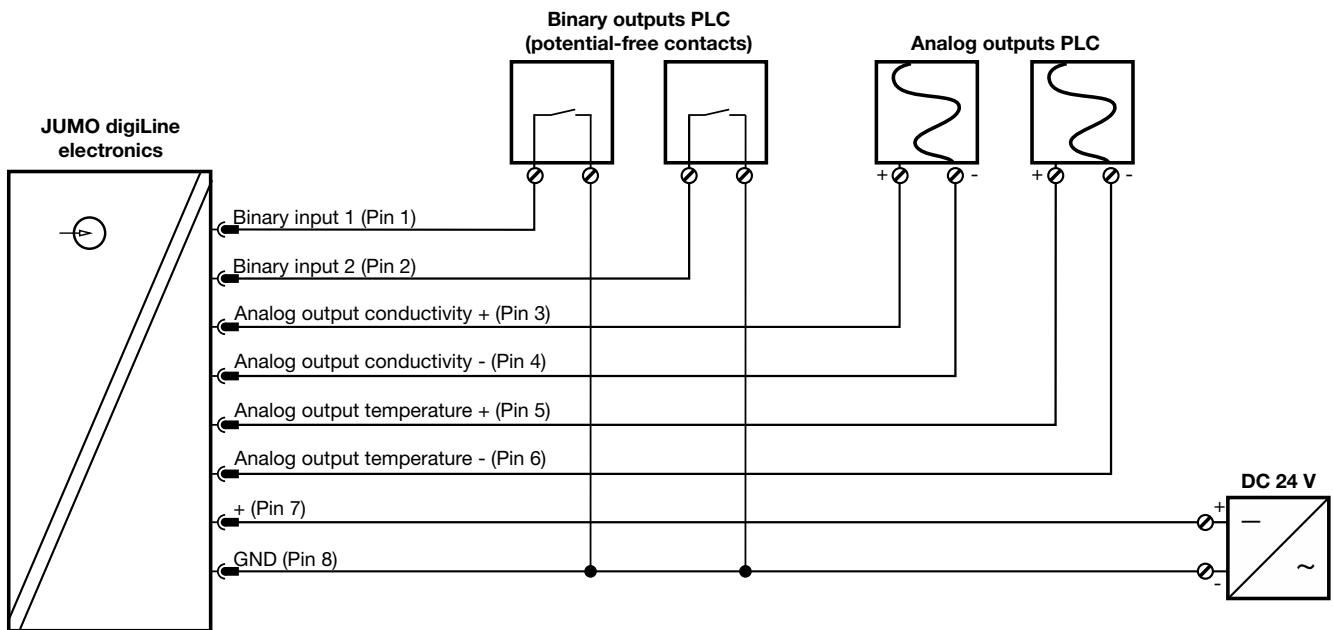 Binary outputs PLC
(potential-free contacts)
Analog outputs PLC
JUMO digiLine
electronics
+ - + -
Binary input 1 (Pin 1)
Binary input 2 (Pin 2)
Analog output conductivity + (Pin 3)
Analog output conductivity - (Pin 4)
Analog output temperature + (Pin 5)
Analog output temperature - (Pin 6)
DC 24 V
+ (Pin 7)
+
—
GND (Pin 8)
~
-